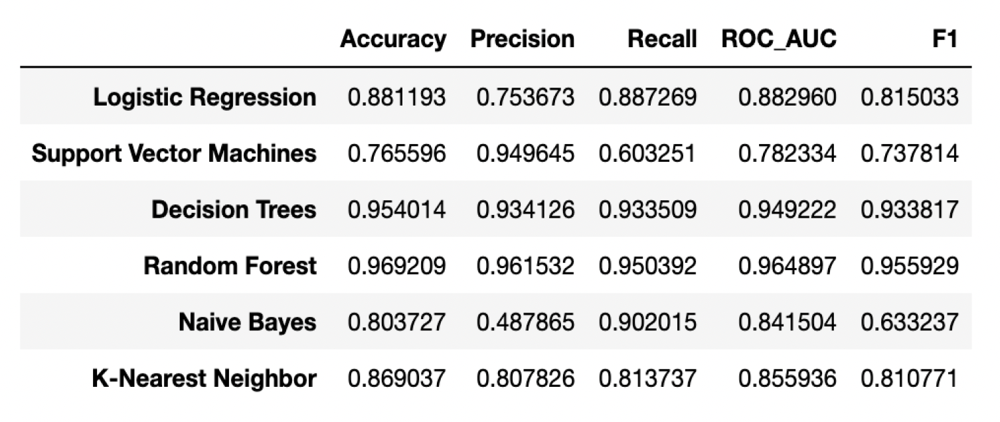 Accuracy Precision Recall ROC_AUC F1
Logistic Regression 0.881193 0.753673 0.887269 0.882960 0.815033
Support Vector Machines 0.765596 0.949645 0.603251 0.782334 0.737814
Decision Trees 0.954014 0.934126 0.933509 0.949222 0.933817
Random Forest 0.969209 0.961532 0.950392 0.964897 0.955929
Naive Bayes 0.803727 0.487865 0.902015 0.841504 0.633237
K-Nearest Neighbor 0.869037 0.807826 0.813737 0.855936 0.810771